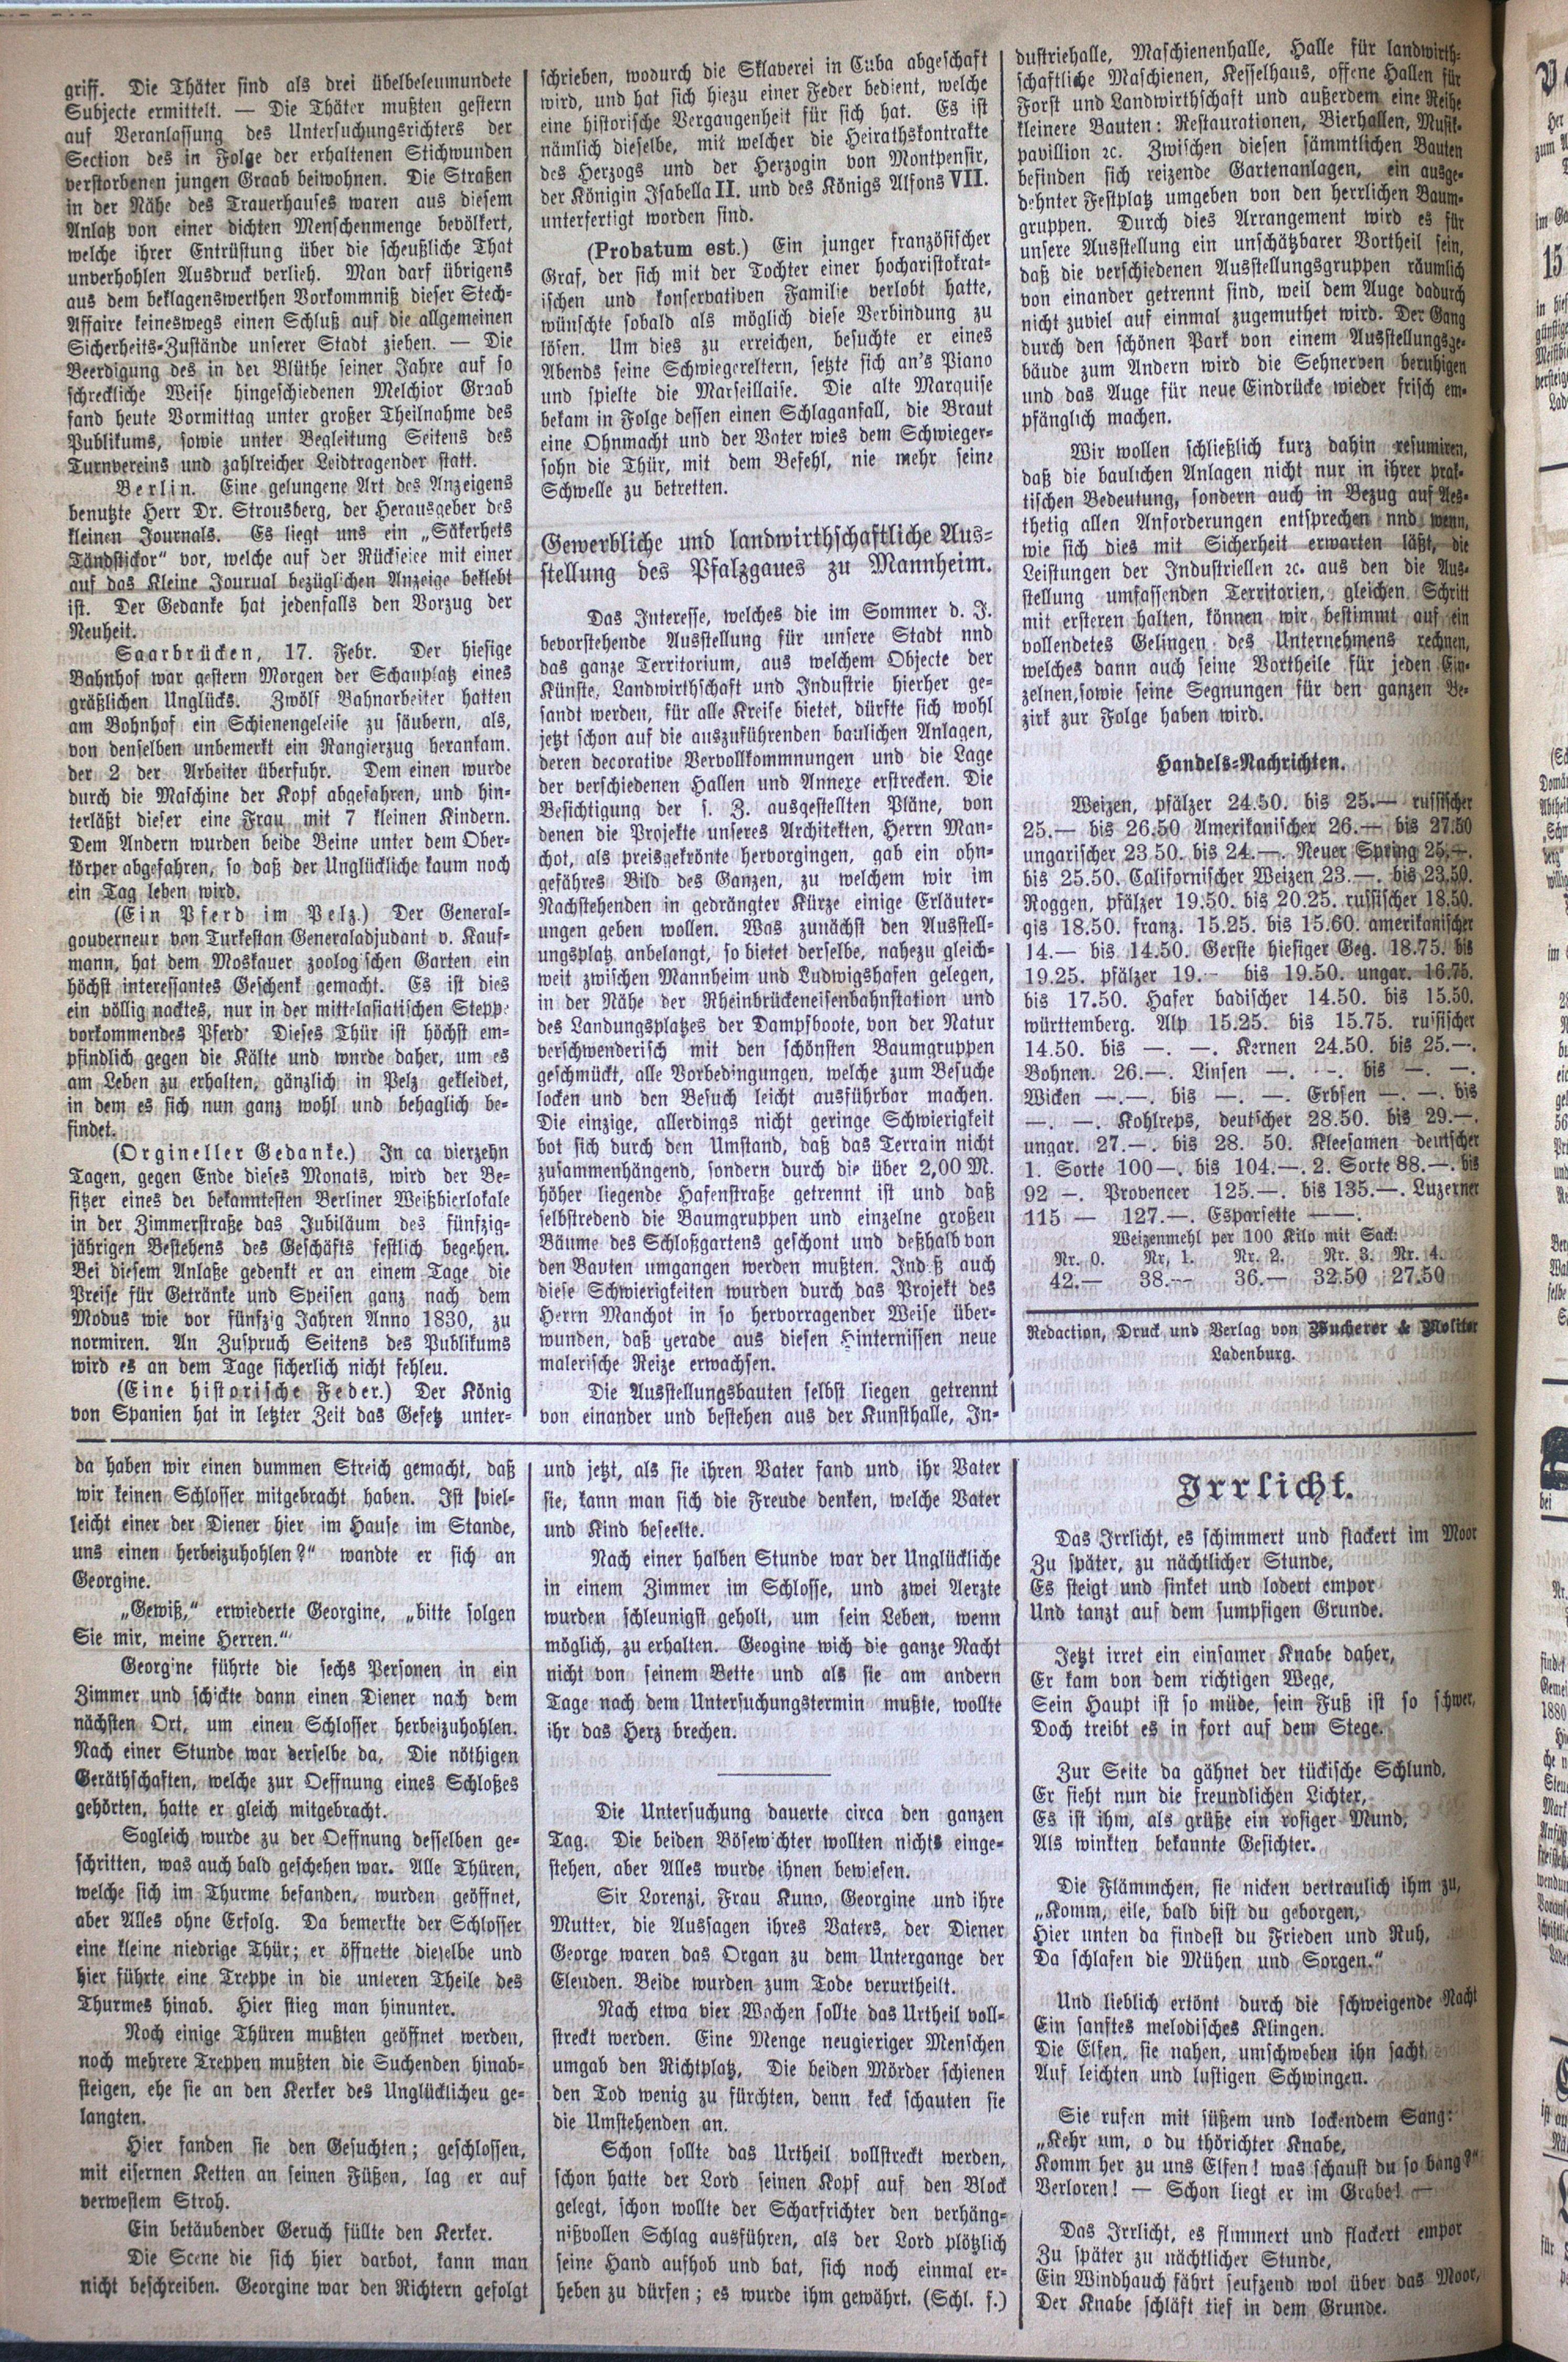 griff. Die Thäter sind als drei übelbeleumundete
Subjecte ermittelt. — Die Thäter mußten gestern
auf Veranlassung des Untersuchungsrichters der
Section des in Folge der erhaltenen Stichwunden
verstorbenen jungen Graab beiwohnen. Die Straßen
in der Nähe des Trauerhauses waren aus diesem
Anlaß von einer dichten Menschenmenge bevölkert,
welche ihrer Entrüstung über die scheußliche That
unverhohlen Ausdruck verlieh. Man darf übrigens
aus dem beklagenswerthen Vorkommniß dieser Stech-
Affaire keineswegs einen Schluß auf die allgemeinen
Sicherheits-Zustände unserer Stadt ziehen. — Die
Beerdigung des in der Blüthe seiner Jahre auf so
schreckliche Weise hingeschiedenen Melchior Graab
fand heute Vormittag unter großer Theilnahme des
Publikums, sowie unter Begleitung Seitens des
Turnvereins und zahlreicher Leidtragender statt.
Berlin. Eine gelungene Art des Anzeigens
benutzte Herr Dr. Strousberg, der Herausgeber des
kleinen Journals. Es liegt uns ein „Säkerhets
Tändstickor“ vor, welche auf der Rückseiee mit einer
auf das Kleine Journal bezüglichen Anzeige beklebt
ist. Der Gedanke hat jedenfalls den Vorzug der
Neuheit.
Saarbrücken, 17. Febr. Der hiesige
Bahnhof war gestern Morgen der Schauplatz eines
gräßlichen Unglücks. Zwölf Bahnarbeiter hatten
am Bohnhof ein Schienengeleise zu säubern, als,
von denselben unbemerkt ein Rangierzug herankam.
der 2 der Arbeiter überfuhr. Dem einen wurde
durch die Maschine der Kopf abgefahren, und hin-
terläßt dieser eine Frau mit 7 kleinen Kindern.
Dem Andern wurden beide Beine unter dem Ober-
körper abgefahren, so daß der Unglückliche kaum noch
ein Tag leben wird.
(Ein Pferd im Pelz.) Der General-
gouverneur von Turkestan Generaladjudant v. Kauf-
mann, hat dem Moskauer zoolog'schen Garten ein
höchst interessantes Geschenk gemacht. Es ist dies
ein völlig nacktes, nur in der mittelasiatischen Steppe
vorkommendes Pferd. Dieses Thür ist höchst em-
pfindlich gegen die Kälte und wnrde daher, um es
am Leben zu erhalten, gänzlich in Pelz gekleidet,
in dem es sich nun ganz wohl und behaglich be-
findet.
(Orgineller Gedanke.) In ca vierzehn
Tagen, gegen Ende dieses Monats, wird der Be-
sitzer eines der bekanntesten Berliner Weißbierlokale
in der Zimmerstraße das Jubiläum des fünfzig-
jährigen Bestehens des Geschäfts festlich begehen.
Bei diesem Anlaße gedenkt er an einem Tage die
Preise für Getränke und Speisen ganz nach dem
Modus wie vor fünfzig Jahren Anno 1830, zu
normiren. An Zuspruch Seitens des Publikums
wird es an dem Tage sicherlich nicht fehleu.
(Eine historische Feder.) Der König
von Spanien hat in letzter Zeit das Gesetz unter-
schrieben, wodurch die Sklaverei in Cuba abgeschaft
wird, und hat sich hiezu einer Feder bedient, welche
eine historische Vergangenheit für sich hat. Es ist
nämlich dieselbe, mit welcher die Heirathskontrakte
des Herzogs und der Herzogin von Montpensir,
der Königin Isabella II. und des Königs Alfons VII.
unterfertigt worden sind.
(Probatum est.) Ein junger französischer
Graf, der sich mit der Tochter einer hocharistokrat-
ischen und konservativen Familie verlobt hatte,
wünschte sobald als möglich diese Verbindung zu
lösen. Um dies zu erreichen, besuchte er eines
Abends seine Schwiegereltern, setzte sich an's Piano
und spielte die Marseillaise. Die alte Marquise
bekam in Folge dessen einen Schlaganfall, die Braut
eine Ohnmacht und der Vater wies dem Schwieger-
sohn die Thür, mit dem Befehl, nie mehr seine
Schwelle zu betretten.
Gewerbliche und landwirthschaftliche Aus-
stellung des Pfalzgaues zu Mannheim.
Das Interesse, welches die im Sommer d. J.
bevorstehende Ausstellung für unsere Stadt nnd
das ganze Territorium, aus welchem Objecte der
Künste, Landwirthschaft und Industrie hierher ge-
sandt werden, für alle Kreise bietet, dürfte sich wohl
jetzt schon auf die auszuführenden baulichen Anlagen,
deren decorative Vervollkommnungen und die Lage
der verschiedenen Hallen und Annexe erstrecken. Die
Besichtigung der s. Z. ausgestellten Pläne, von
denen die Projekte unseres Architekten, Herrn Man-
chot, als preisgekrönte hervorgingen, gab ein ohn-
gefähres Bild des Ganzen, zu welchem wir im
Nachstehenden in gedrängter Kürze einige Erläuter-
ungen geben wollen. Was zunächst den Ausstell-
ungsplatz anbelangt, so bietet derselbe, nahezu gleich-
weit zwischen Mannheim und Ludwigshafen gelegen,
in der Nähe der Rheinbrückeneisenbahnstation und
des Landungsplatzes der Dampfboote, von der Natur
verschwenderisch mit den schönsten Baumgruppen
geschmückt, alle Vorbedingungen, welche zum Besuche
locken und den Besuch leicht ausführbar machen.
Die einzige, allerdings nicht geringe Schwierigkeit
bot sich durch den Umstand, daß das Terrain nicht
zusammenhängend, sondern durch die über 2,00 M.
höher liegende Hafenstraße getrennt ist und daß
selbstredend die Baumgruppen und einzelne großen
Bäume des Schloßgartens geschont und deßhalb von
den Bauten umgangen werden mußten. Ind ß auch
diese Schwierigkeiten wurden durch das Projekt des
Herrn Manchot in so hervorragender Weise über-
wunden, daß gerade aus diesen Hinternissen neue
malerische Reize erwachsen.
Die Ausstellungsbauten selbst liegen getrennt
von einander und bestehen aus der Kunsthalle, In-
dustriehalle, Maschienenhalle, Halle für landwirth-
schaftliche Maschienen, Kesselhaus, offene Hallen für
Forst und Landwirthschaft und außerdem eine Reihe
kleinere Bauten: Restaurationen, Bierhallen, Musik-
pavillion ꝛc. Zwischen diesen sämmtlichen Bauten
befinden sich reizende Gartenanlagen, ein ausge-
dehnter Festplatz umgeben von den herrlichen Baum-
gruppen. Durch dies Arrangement wird es für
unsere Ausstellung ein unschätzbarer Vortheil sein,
daß die verschiedenen Ausstellungsgruppen räumlich
von einander getrennt sind, weil dem Auge dadurch
nicht zuviel auf einmal zugemuthet wird. Der Gang
durch den schönen Park von einem Ausstellungsge-
bäude zum Andern wird die Sehnerven beruhigen
und das Auge für neue Eindrücke wieder frisch em-
pfänglich machen.
Wir wollen schließlich kurz dahin resumiren,
daß die baulichen Anlagen nicht nur in ihrer prak-
tischen Bedeutung, sondern auch in Bezug auf Aes-
thetig allen Anforderungen entsprechen nnd wenn,
wie sich dies mit Sicherheit erwarten läßt, die
Leistungen der Industriellen ꝛc. aus den die Aus-
stellung umfassenden Territorien, gleichen Schritt
mit ersteren halten, können wir bestimmt auf ein
vollendetes Gelingen des Unternehmens rechnen,
welches dann auch seine Vortheile für jeden Ein-
zelnen, sowie seine Segnungen für den ganzen Be-
zirk zur Folge haben wird.
Handels-Nachrichten.
Weizen, pfälzer 24.50. bis 25.— russischer
25.— bis 26.50 Amerikanischer 26.— bis 27.50
ungarischer 23 50. bis 24.—. Neuer Spring 25.—.
bis 25.50. Californischer Weizen 23.—. bis 23.50.
Roggen, pfälzer 19.50. bis 20.25. russischer 18.50.
gis 18.50. franz. 15.25. bis 15.60. amerikanischer
14.— bis 14.50. Gerste hiesiger Geg. 18.75. bis
19.25. pfälzer 19.— bis 19.50. ungar. 16.75.
bis 17.50. Hafer badischer 14.50. bis 15.50.
württemberg. Alp 15.25. bis 15.75. russischer
14.50. bis —. —. Kernen 24.50. bis 25.—.
Bohnen. 26.—. Linsen —. —. bis —. —.
Wicken —.—. bis —. —. Erbsen —. —. bis
—. —. Kohlreps, deutscher 28.50. bis 29.—.
ungar. 27.—. bis 28. 50. Kleesamen deutscher
1. Sorte 100—. bis 104.—. 2. Sorte 88.—. bis
92 —. Provencer 125.—. bis 135.—. Luzerner
115 — 127.—. Esparsette ——.
Weizenmehl per 100 Kilo mit Sack:
Nr. 0. Nr, 1. Nr. 2. Nr. 3. Nr. 4.
42.— 38.-- 36.— 32.50 27.50
Redaction, Druck und Verlag von Bucherer & Molitor
Ladenburg.
da haben wir einen dummen Streich gemacht, daß
wir keinen Schlosser mitgebracht haben. Ist viel-
leicht einer der Diener hier im Hause im Stande,
uns einen herbeizuhohlen?“ wandte er sich an
Georgine.
„Gewiß,“ erwiederte Georgine, „bitte folgen
Sie mir, meine Herren.“
Georgine führte die sechs Personen in ein
Zimmer und schickte dann einen Diener nach dem
nächsten Ort, um einen Schlosser herbeizuhohlen.
Nach einer Stunde war derselbe da. Die nöthigen
Geräthschaften, welche zur Oeffnung eines Schloßes
gehörten, hatte er gleich mitgebracht.
Sogleich wurde zu der Oeffnung desselben ge-
schritten, was auch bald geschehen war. Alle Thüren,
welche sich im Thurme befanden, wurden geöffnet,
aber Alles ohne Erfolg. Da bemerkte der Schlosser
eine kleine niedrige Thür; er öffnette dieselbe und
hier führte eine Treppe in die unteren Theile des
Thurmes hinab. Hier stieg man hinunter.
Noch einige Thüren mußten geöffnet werden,
noch mehrere Treppen mußten die Suchenden hinab-
steigen, ehe sie an den Kerker des Unglücklicheu ge-
langten.
Hier fanden sie den Gesuchten; geschlossen,
mit eisernen Ketten an seinen Füßen, lag er auf
verwestem Stroh.
Ein betäubender Geruch füllte den Kerker.
Die Scene die sich hier darbot, kann man
nicht beschreiben. Georgine war den Richtern gefolgt
und jetzt, als sie ihren Vater fand und ihr Vater
sie, kann man sich die Freude denken, welche Vater
und Kind beseelte.
Nach einer halben Stunde war der Unglückliche
in einem Zimmer im Schlosse, und zwei Aerzte
wurden schleunigst geholt, um sein Leben, wenn
möglich, zu erhalten. Geogine wich die ganze Nacht
nicht von seinem Bette und als sie am andern
Tage nach dem Untersuchungstermin mußte, wollte
ihr das Herz brechen.
Die Untersuchung dauerte circa den ganzen
Tag. Die beiden Bösewichter wollten nichts einge-
stehen, aber Alles wurde ihnen bewiesen.
Sir Lorenzi, Frau Kuno, Georgine und ihre
Mutter, die Aussagen ihres Vaters, der Diener
George waren das Organ zu dem Untergange der
Eleuden. Beide wurden zum Tode verurtheilt.
Nach etwa vier Wochen sollte das Urtheil voll-
streckt werden. Eine Menge neugieriger Menschen
umgab den Richtplatz. Die beiden Mörder schienen
den Tod wenig zu fürchten, denn keck schauten sie
die Umstehenden an.
Schon sollte das Urtheil vollstreckt werden,
schon hatte der Lord seinen Kopf auf den Block
gelegt, schon wollte der Scharfrichter den verhäng-
nißvollen Schlag ausführen, als der Lord plötzlich
seine Hand aufhob und bat, sich noch einmal er-
heben zu dürfen; es wurde ihm gewährt. (Schl. f.)
Irrlicht.
Das Irrlicht, es schimmert und flackert im Moor
Zu später, zu nächtlicher Stunde,
Es steigt und sinket und lodert empor
Und tanzt auf dem sumpfigen Grunde.
Jetzt irret ein einsamer Knabe daher,
Er kam von dem richtigen Wege,
Sein Haupt ist so müde, sein Fuß ist so schwer,
Doch treibt es in fort auf dem Stege.
Zur Seite da gähnet der tückische Schlund,
Er sieht nun die freundlichen Lichter,
Es ist ihm, als grüße ein rosiger Mund,
Als winkten bekannte Gesichter.
Die Flämmchen, sie nicken vertraulich ihm zu,
„Komm, eile, bald bist du geborgen,
Hier unten da findest du Frieden und Ruh,
Da schlafen die Mühen und Sorgen.“
Und lieblich ertönt durch die schweigende Nacht
Ein sanftes melodisches Klingen.
Die Elfen, sie nahen, umschweben ihn sacht
Auf leichten und lustigen Schwingen.
Sie rufen mit süßem und lockendem Sang:
„Kehr um, o du thörichter Knabe,
Komm her zu uns Elfen! was schaust du so bang?“
Verloren! — Schon liegt er im Grabe! —
Das Irrlicht, es flimmert und flackert empor
Zu später zu nächtlicher Stunde,
Ein Windhauch fährt seufzend wol über das Moor,
Der Knabe schläft tief in dem Grunde.